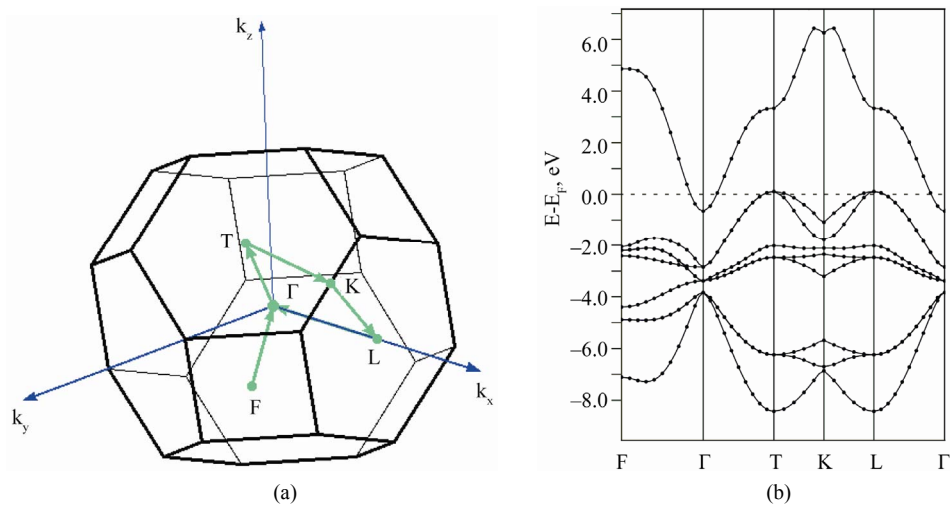 k_z
T
Γ
K
L
F
k_y
k_x
(a)
E-E_F, eV
6.0
4.0
2.0
0.0
−2.0
−4.0
−6.0
−8.0
F Γ T K L Γ
(b)